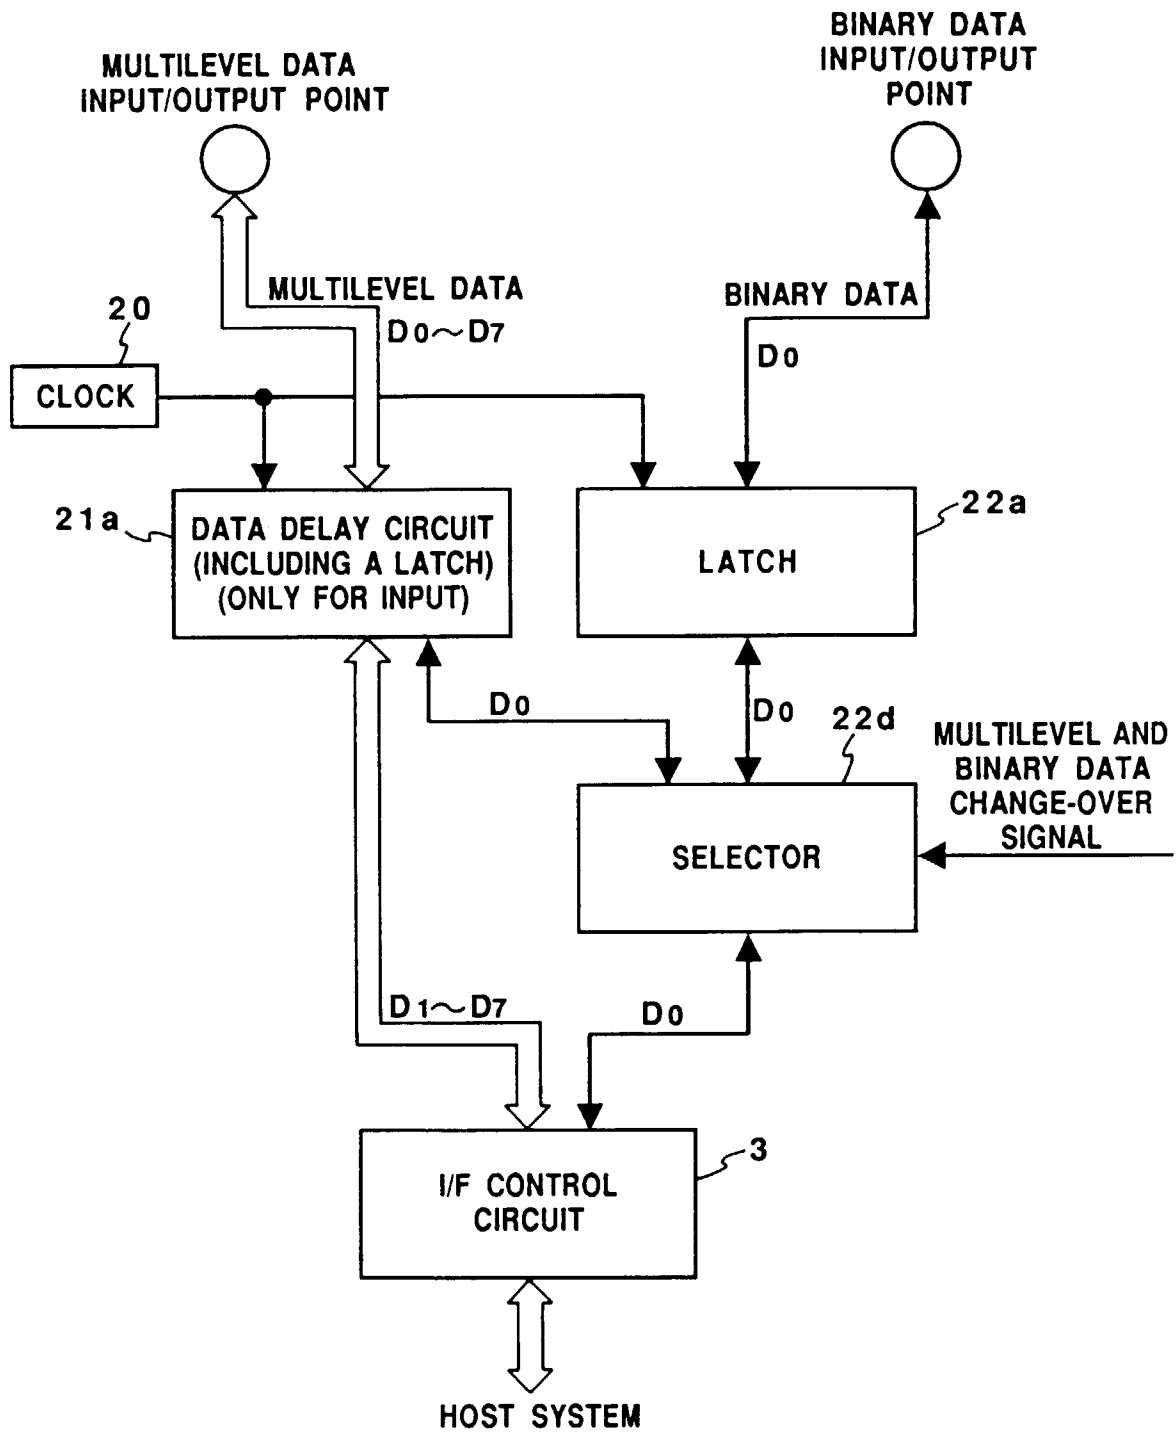 BINARY DATA
INPUT/OUTPUT
POINT
MULTILEVEL DATA
INPUT/OUTPUT POINT
MULTILEVEL DATA
D0～D7
BINARY DATA
D0
20
CLOCK
21a
DATA DELAY CIRCUIT
(INCLUDING A LATCH)
(ONLY FOR INPUT)
22a
LATCH
D0
D0
22d
MULTILEVEL AND
BINARY DATA
CHANGE-OVER
SIGNAL
SELECTOR
D1～D7
D0
3
I/F CONTROL
CIRCUIT
HOST SYSTEM